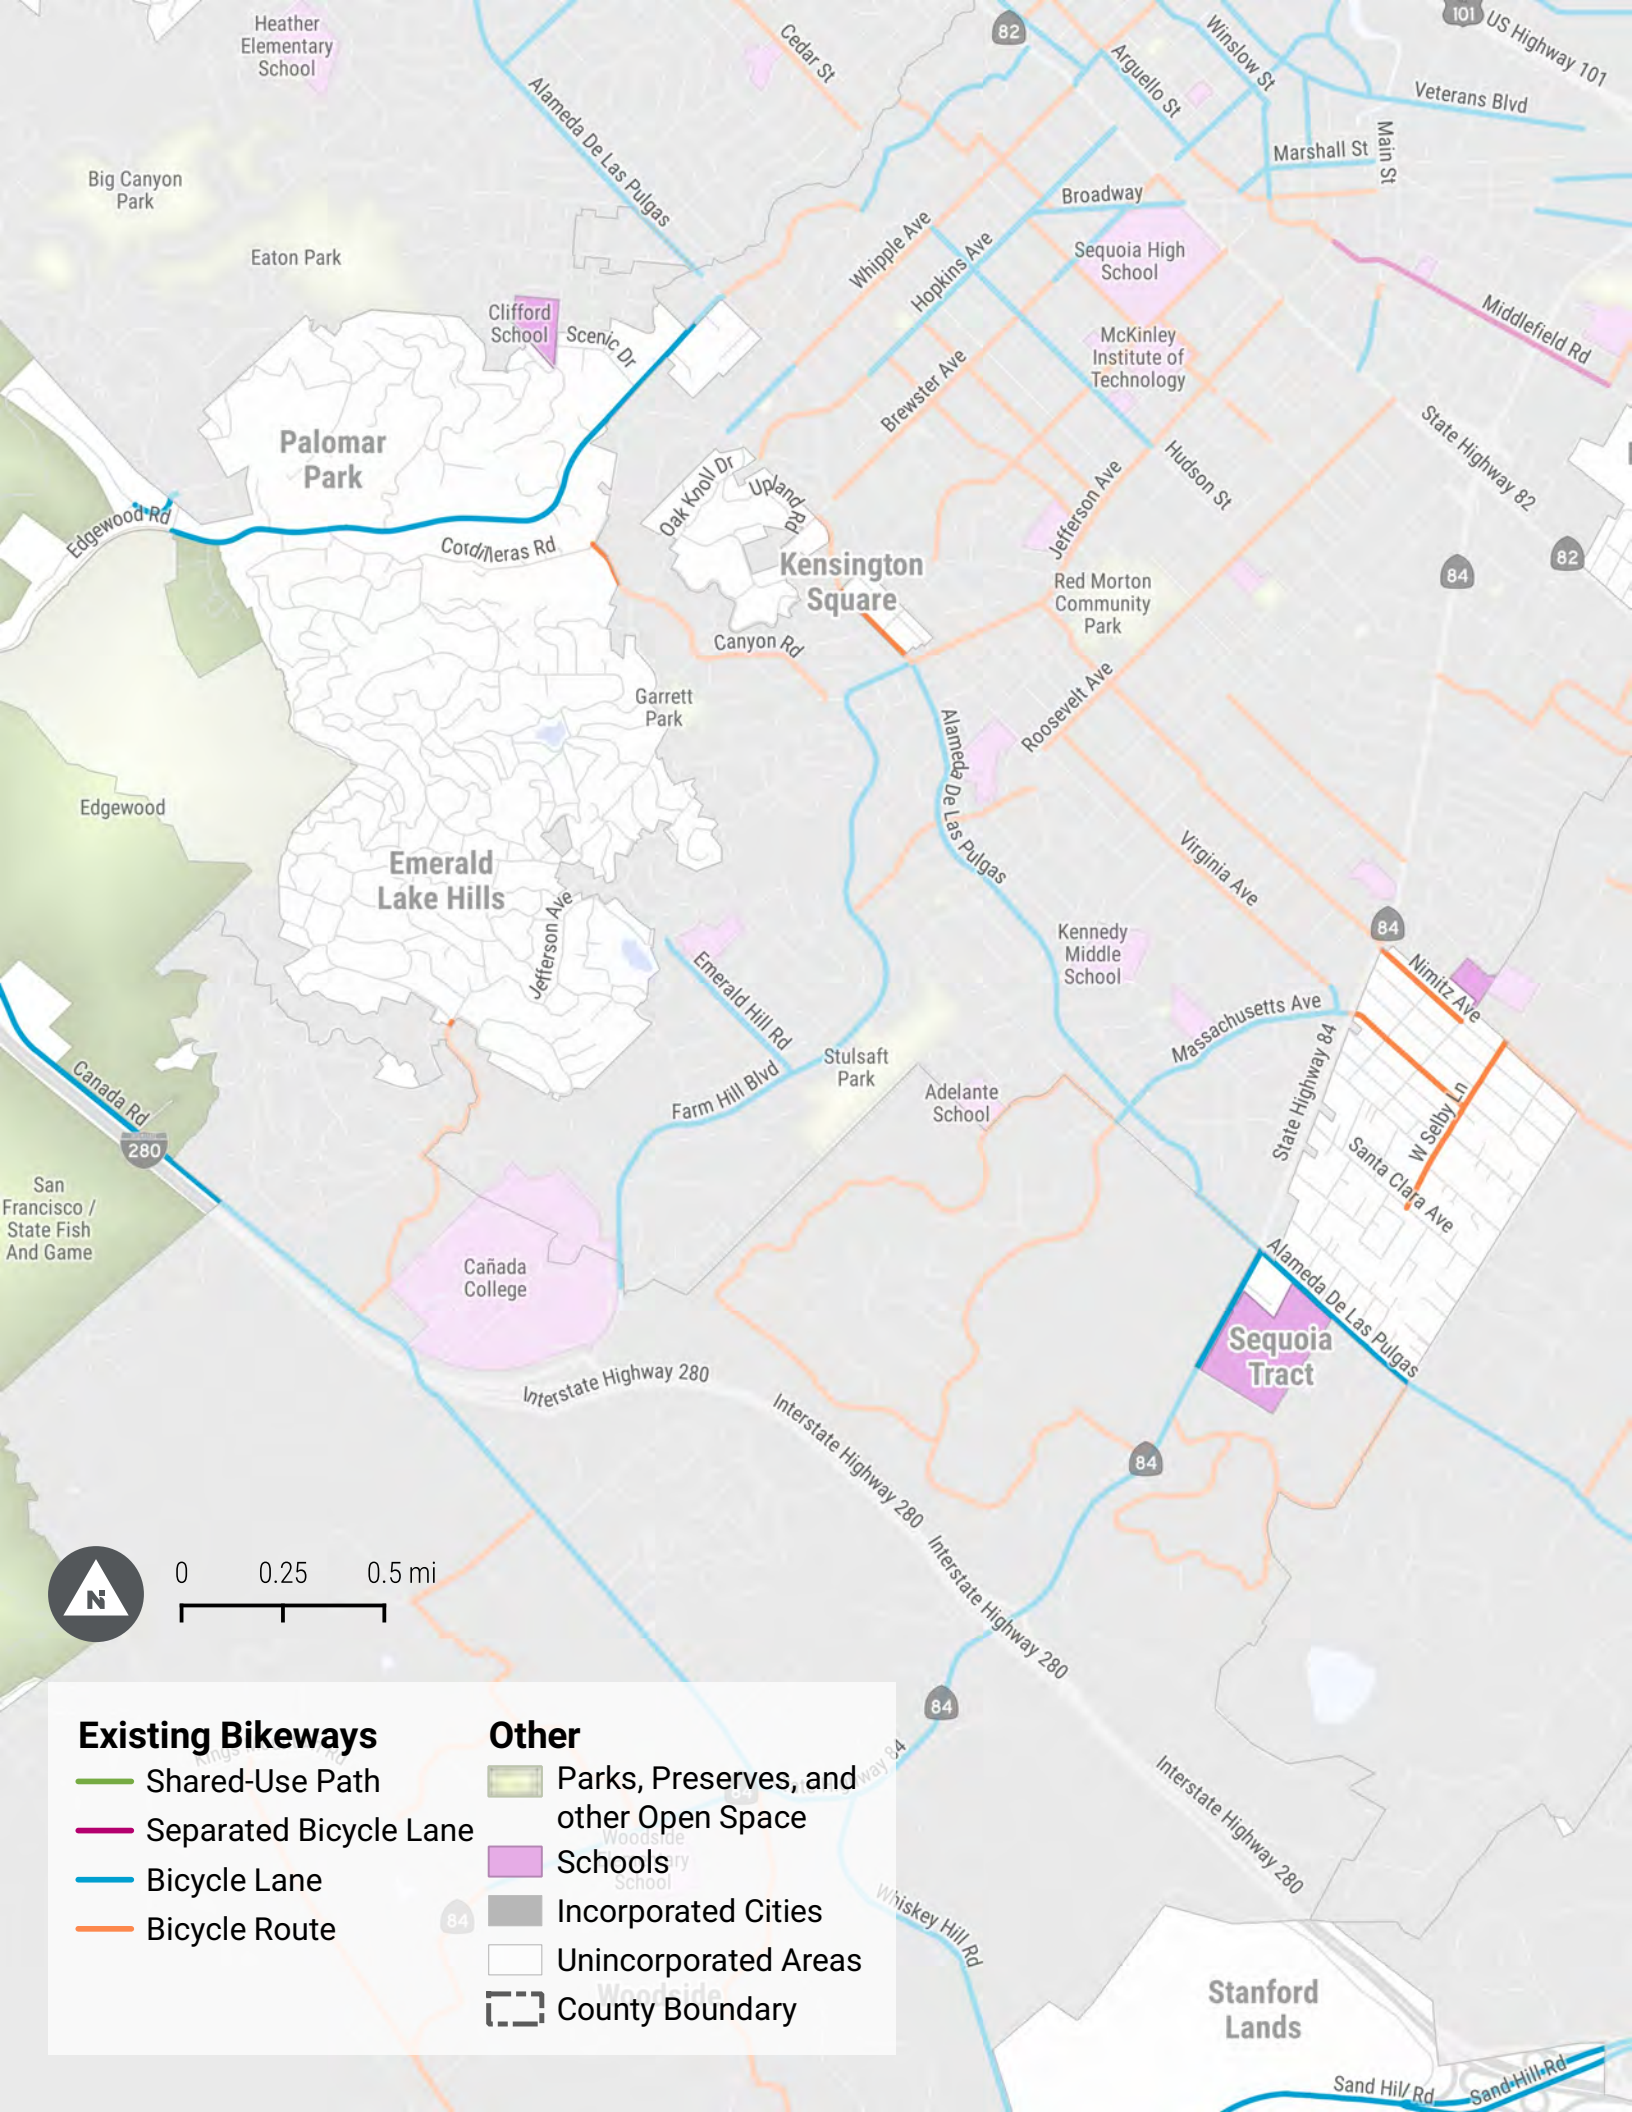 Heather
Elementary
School
Cedar St
82
Arguello St
Winslow St
101
US Highway 101
Veterans Blvd
Alameda De Las Pulgas
Main St
Marshall St
Big Canyon
Park
Broadway
Eaton Park
Whipple Ave
Hopkins Ave
Sequoia High
School
Clifford
School
Scenic Dr
Middlefield Rd
McKinley
Institute of
Technology
Brewster Ave
Palomar
Park
State Highway 82
Hudson St
Oak Knoll Dr
Upland Rd
Jefferson Ave
Edgewood Rd
Cordilleras Rd
Kensington
Square
84
82
Red Morton
Community
Park
Canyon Rd
Garrett
Park
Roosevelt Ave
Alameda De Las Pulgas
Edgewood
Emerald
Lake Hills
Virginia Ave
Jefferson Ave
84
Kennedy
Middle
School
Nimitz Ave
Emerald Hill Rd
Massachusetts Ave
Stulsaft
Park
State Highway 84
Canada Rd
Farm Hill Blvd
Adelante
School
W Selby Ln
280
Santa Clara Ave
San
Francisco /
State Fish
And Game
Cañada
College
Alameda De Las Pulgas
Sequoia
Tract
Interstate Highway 280
Interstate Highway 280
84
Interstate Highway 280
N
0 0.25 0.5 mi
84
Existing Bikeways
Shared-Use Path
Separated Bicycle Lane
Bicycle Lane
Bicycle Route
Other
Parks, Preserves, and
other Open Space
Schools
Incorporated Cities
Unincorporated Areas
County Boundary
84
Woodside
School
84
Woodside
Interstate Highway 280
Whiskey Hill Rd
Stanford
Lands
Sand Hill Rd
Sand Hill Rd